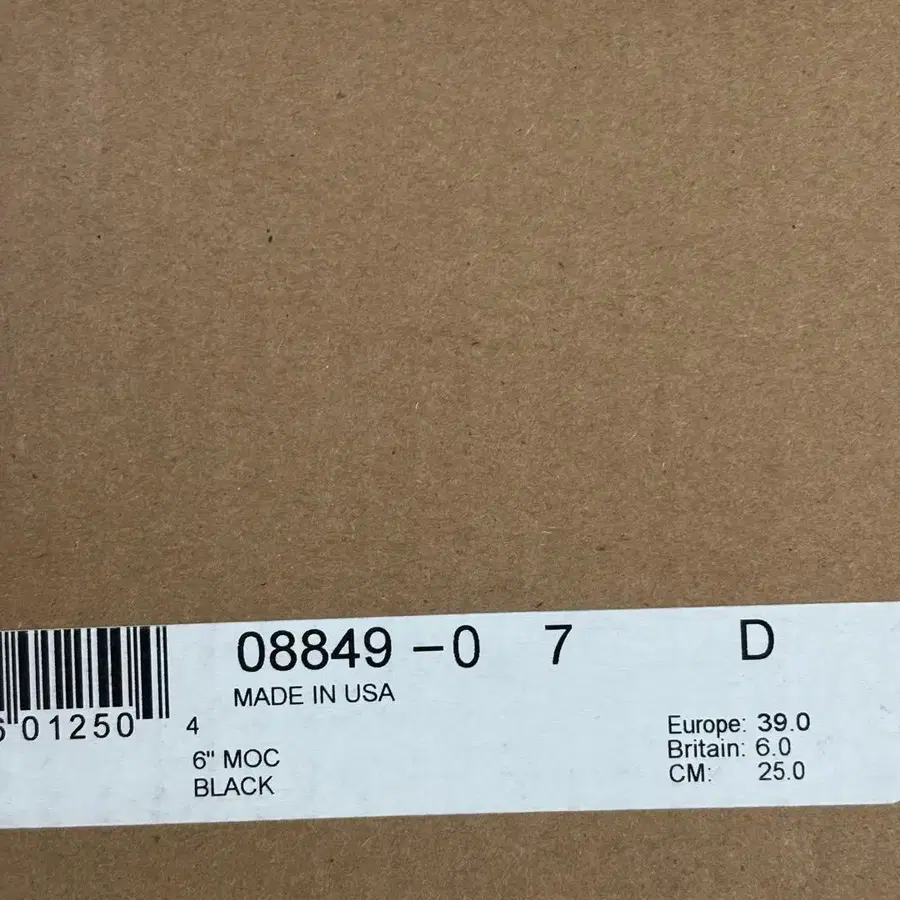 08849 -0 7 D
MADE IN USA
01250 4
6" MOC
BLACK
Europe: 39.0
Britain: 6.0
CM: 25.0